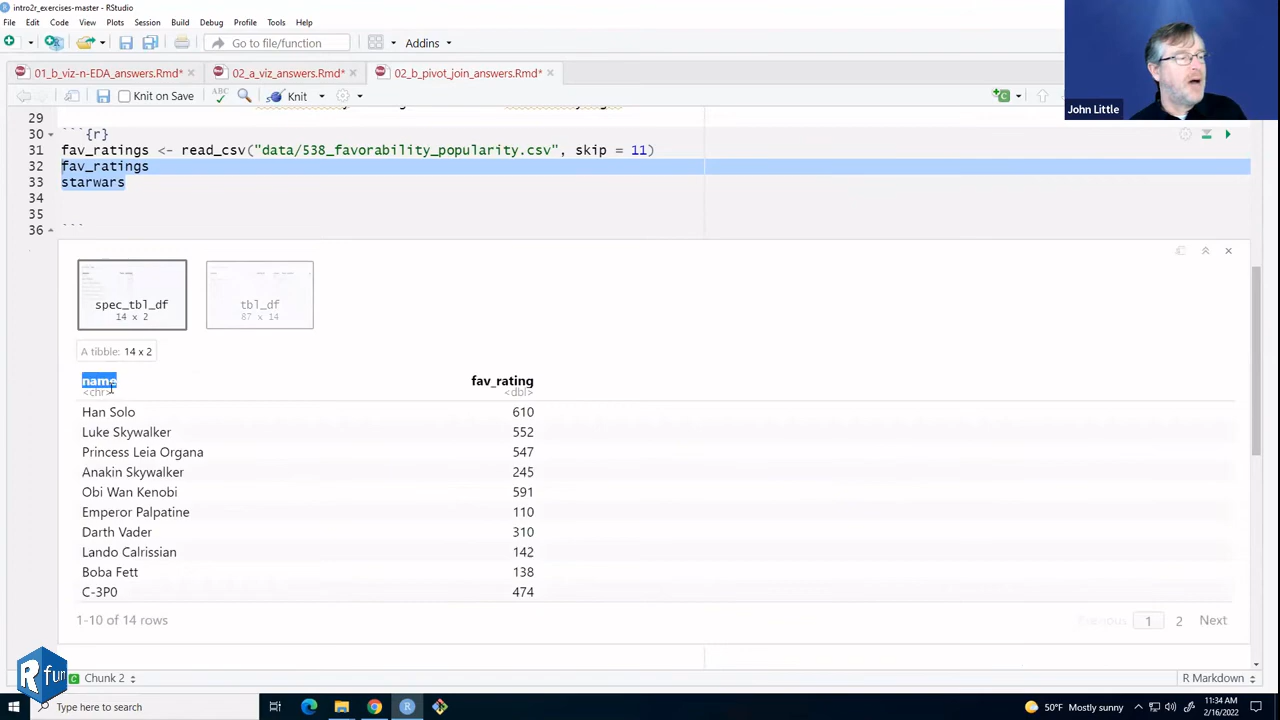 intro2r_exercises-master - RStudio
File Edit Code View Plots Session Build Debug Profile Tools Help
Go to file/function Addins
01_b_viz-n-EDA_answers.Rmd* 02_a_viz_answers.Rmd* 02_b_pivot_join_answers.Rmd*
Knit on Save Knit
John Little
29
30 ```{r}
31 fav_ratings <- read_csv("data/538_favorability_popularity.csv", skip = 11)
32 fav_ratings
33 starwars
34
35
36 ```
spec_tbl_df tbl_df
14 x 2 87 x 14
A tibble: 14 x 2
name fav_rating
<chr> <dbl>
Han Solo 610
Luke Skywalker 552
Princess Leia Organa 547
Anakin Skywalker 245
Obi Wan Kenobi 591
Emperor Palpatine 110
Darth Vader 310
Lando Calrissian 142
Boba Fett 138
C-3P0 474
1-10 of 14 rows Previous 1 2 Next
R fun
Chunk 2 R Markdown
Type here to search 50°F Mostly sunny 11:34 AM
2/16/2022